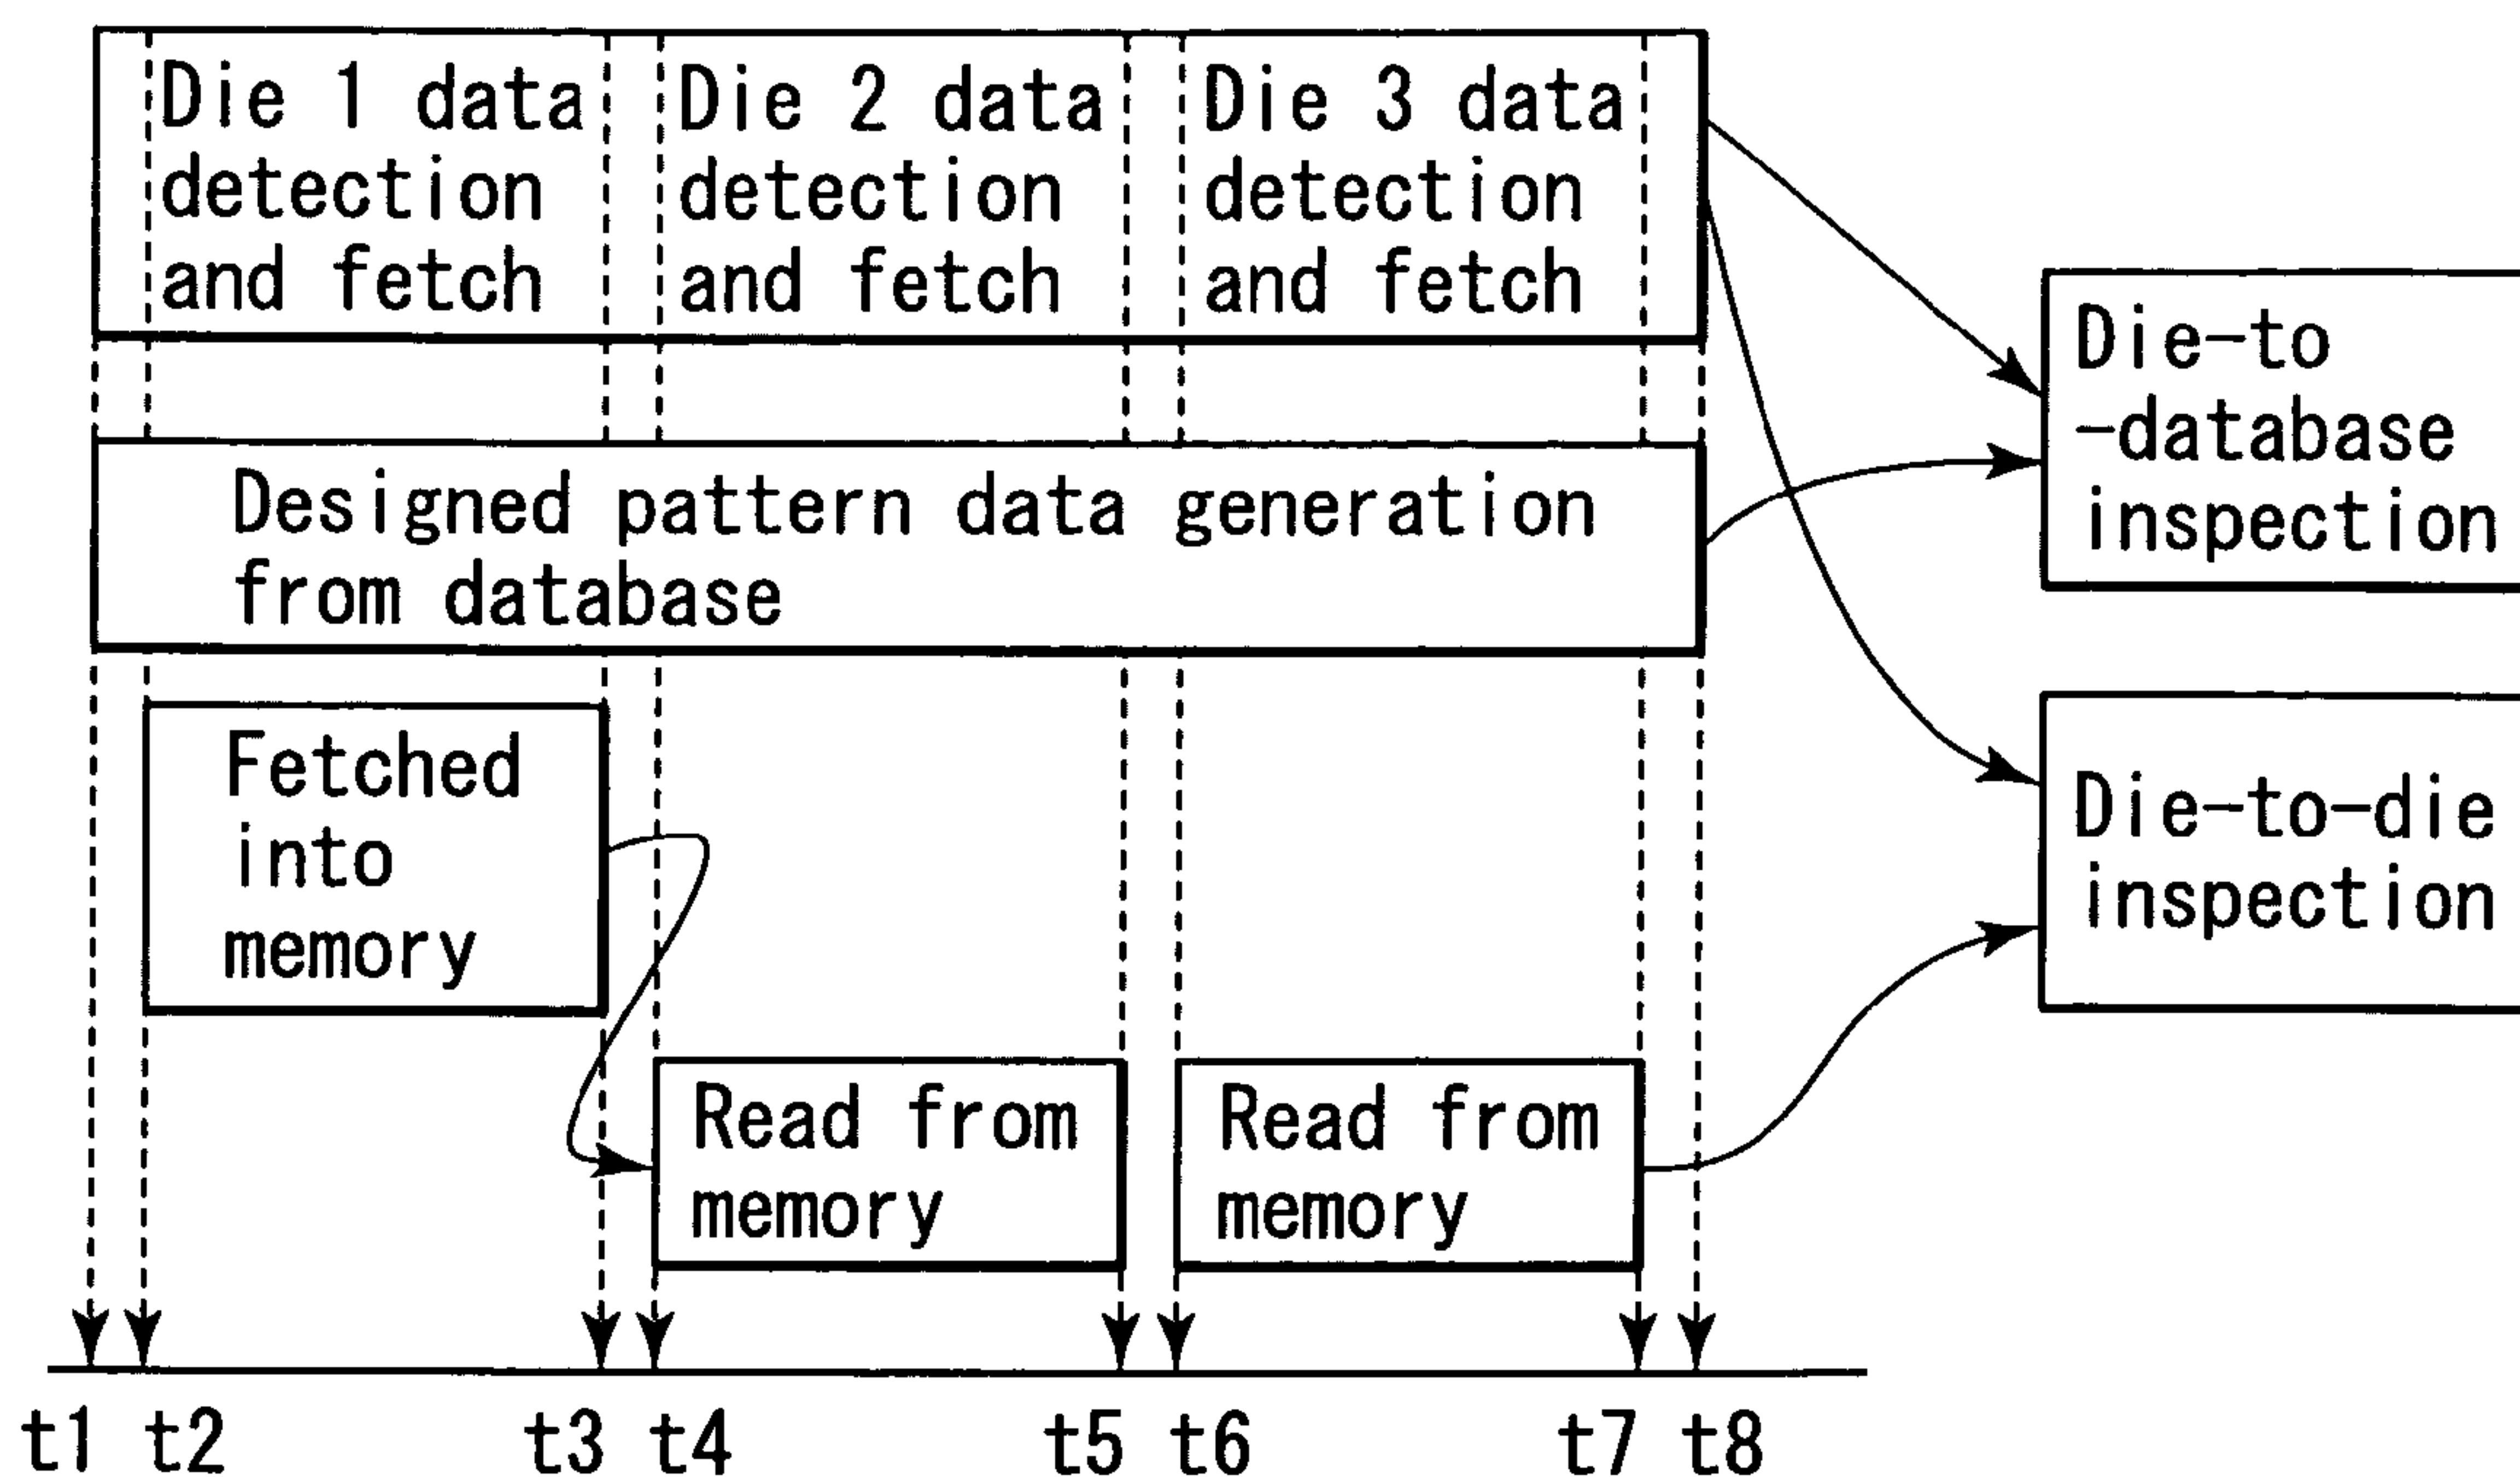 Die 1 data
detection
and fetch
Die 2 data
detection
and fetch
Die 3 data
detection
and fetch
Die-to
-database
inspection
Designed pattern data generation
from database
Fetched
into
memory
Die-to-die
inspection
Read from
memory
Read from
memory
t1 t2 t3 t4 t5 t6 t7 t8